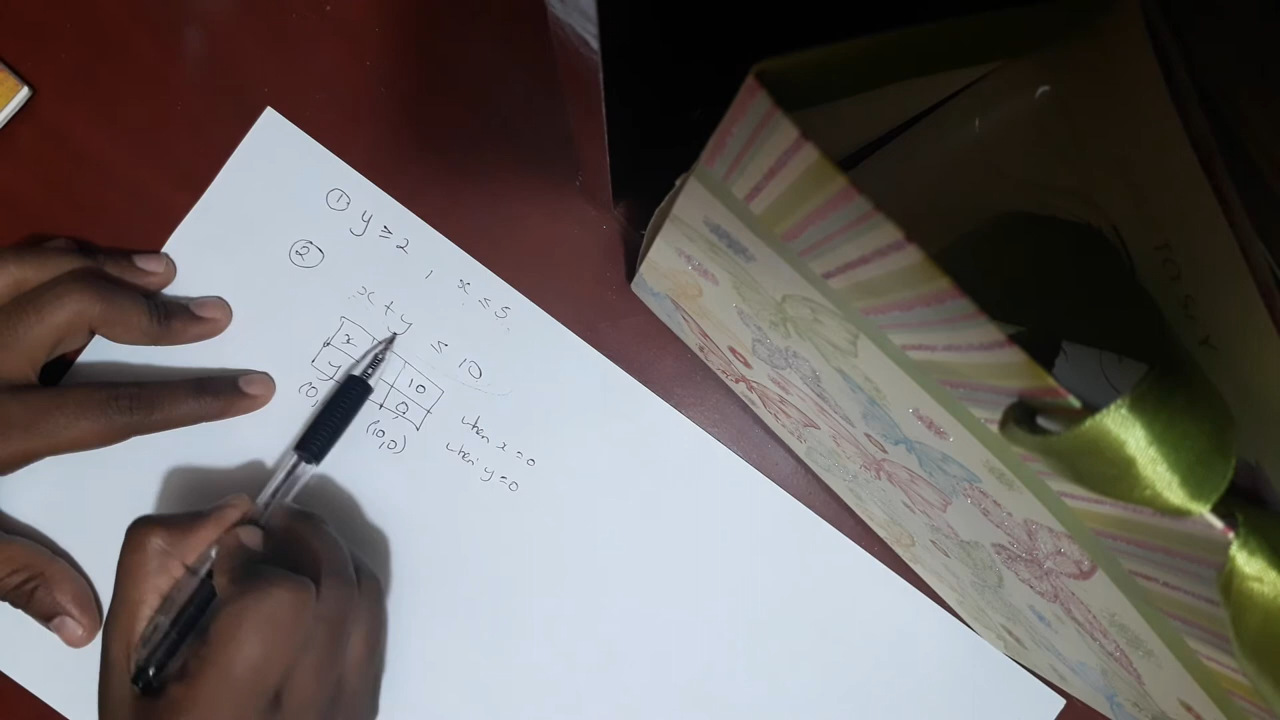 ① y ≥ 2 , x ≤ 5
②
x + y ≤ 10
x 10
y 0
(0,
(10,0)
when x = 0
when y = 0